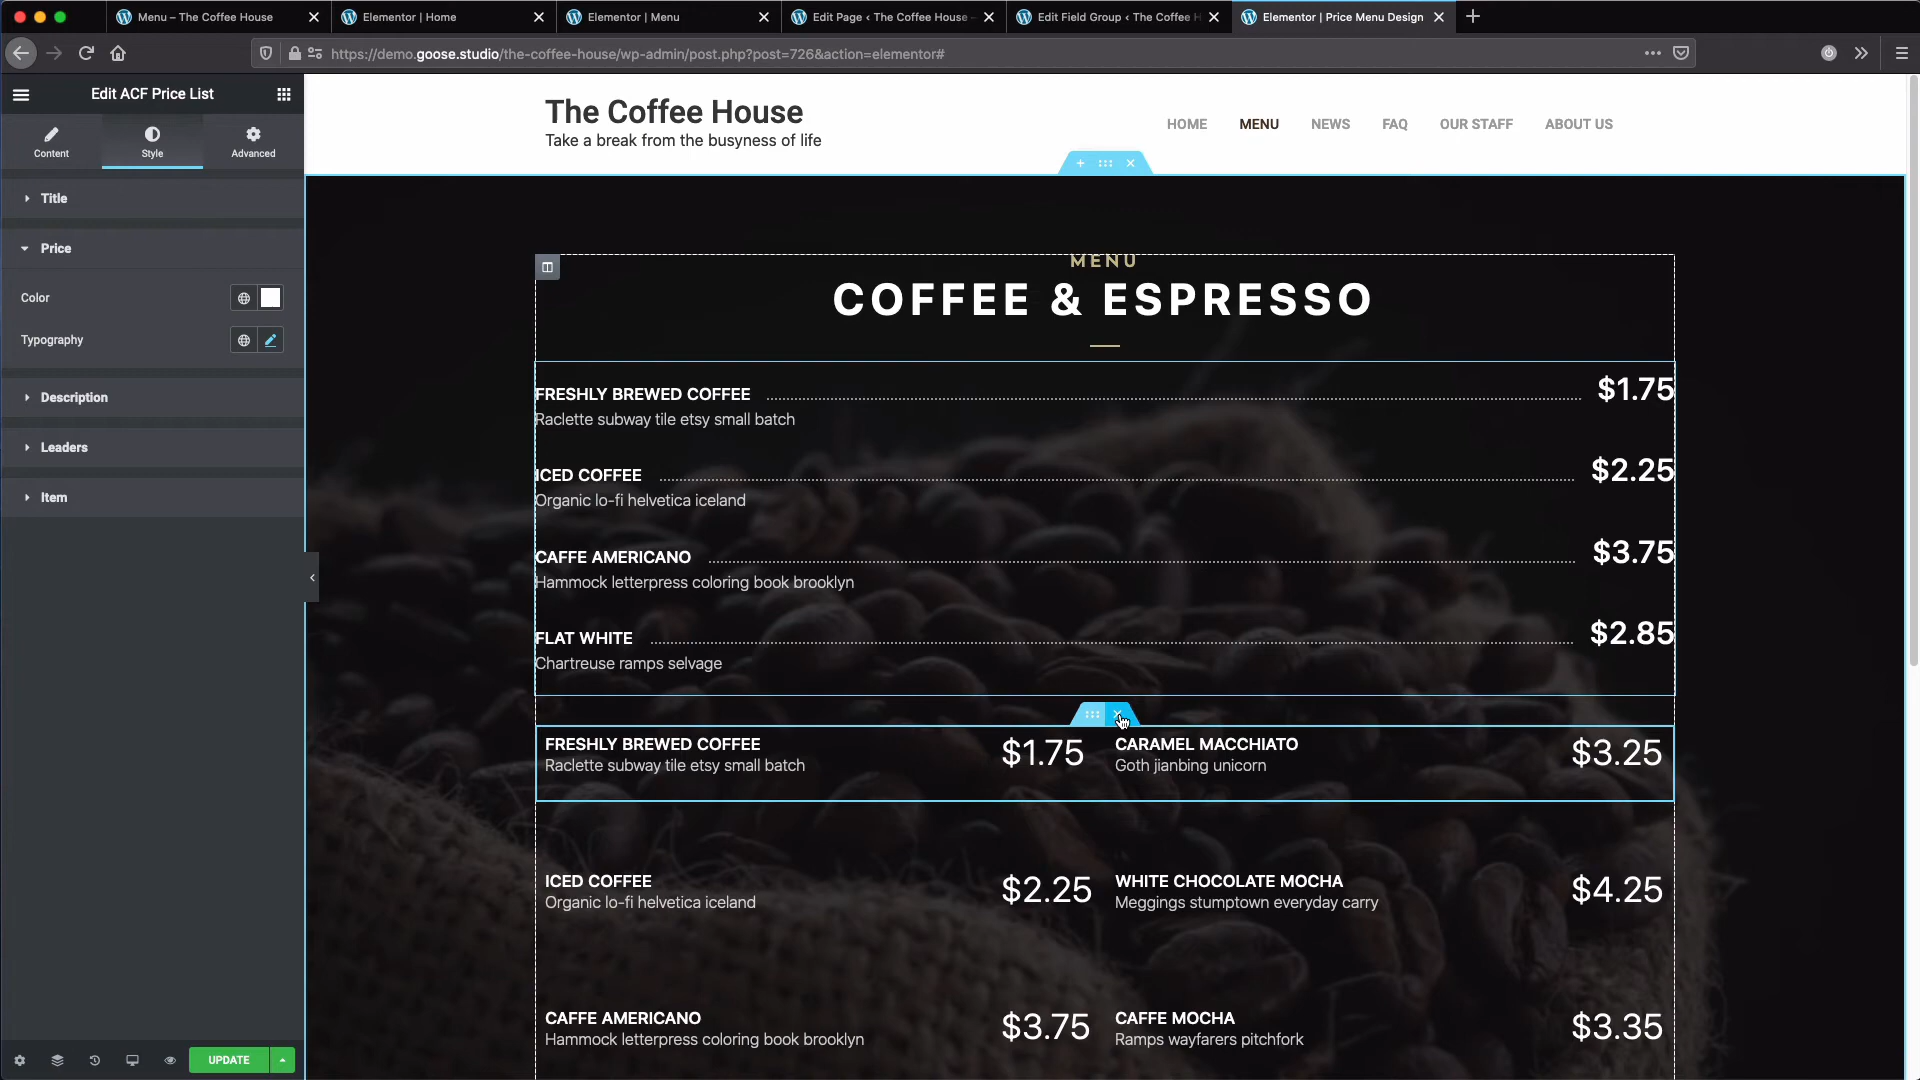 Menu – The Coffee House
Elementor | Home
Elementor | Menu
Edit Page ‹ The Coffee House
Edit Field Group ‹ The Coffee H
Elementor | Price Menu Design
https://demo.goose.studio/the-coffee-house/wp-admin/post.php?post=726&action=elementor#
Edit ACF Price List
Content
Style
Advanced
Title
Price
Color
Typography
Description
Leaders
Item
UPDATE
The Coffee House
Take a break from the busyness of life
HOME
MENU
NEWS
FAQ
OUR STAFF
ABOUT US
MENU
COFFEE & ESPRESSO
FRESHLY BREWED COFFEE $1.75
Raclette subway tile etsy small batch
ICED COFFEE $2.25
Organic lo-fi helvetica iceland
CAFFE AMERICANO $3.75
Hammock letterpress coloring book brooklyn
FLAT WHITE $2.85
Chartreuse ramps selvage
FRESHLY BREWED COFFEE $1.75
Raclette subway tile etsy small batch
CARAMEL MACCHIATO $3.25
Goth jianbing unicorn
ICED COFFEE $2.25
Organic lo-fi helvetica iceland
WHITE CHOCOLATE MOCHA $4.25
Meggings stumptown everyday carry
CAFFE AMERICANO $3.75
Hammock letterpress coloring book brooklyn
CAFFE MOCHA $3.35
Ramps wayfarers pitchfork